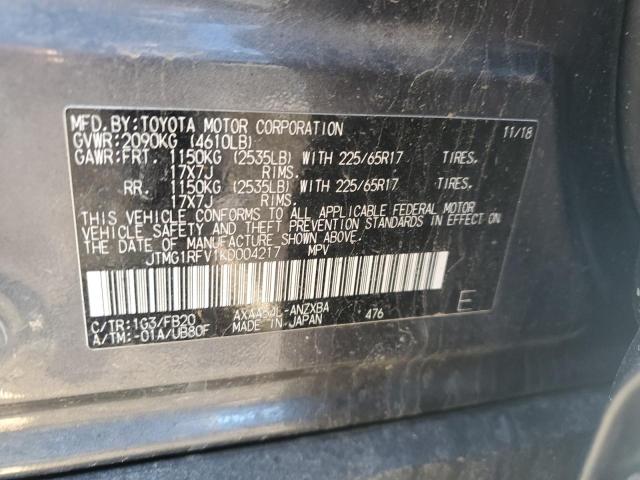 MFD. BY: TOYOTA MOTOR CORPORATION 11/18
GVWR: 2090KG (4610LB)
GAWR: FRT. 1150KG (2535LB) WITH 225/65R17 TIRES.
17X7J RIMS.
RR. 1150KG (2535LB) WITH 225/65R17 TIRES.
17X7J RIMS.
THIS VEHICLE CONFORMS TO ALL APPLICABLE FEDERAL MOTOR
VEHICLE SAFETY AND THEFT PREVENTION STANDARDS IN EFFECT
ON THE DATE OF MANUFACTURE SHOWN ABOVE.
JTMG1RFV1KD004217 MPV
C/TR: 1G3/FB20 AXAA54L-ANZXBA
A/TM: -01A/UB80F MADE IN JAPAN 476 E